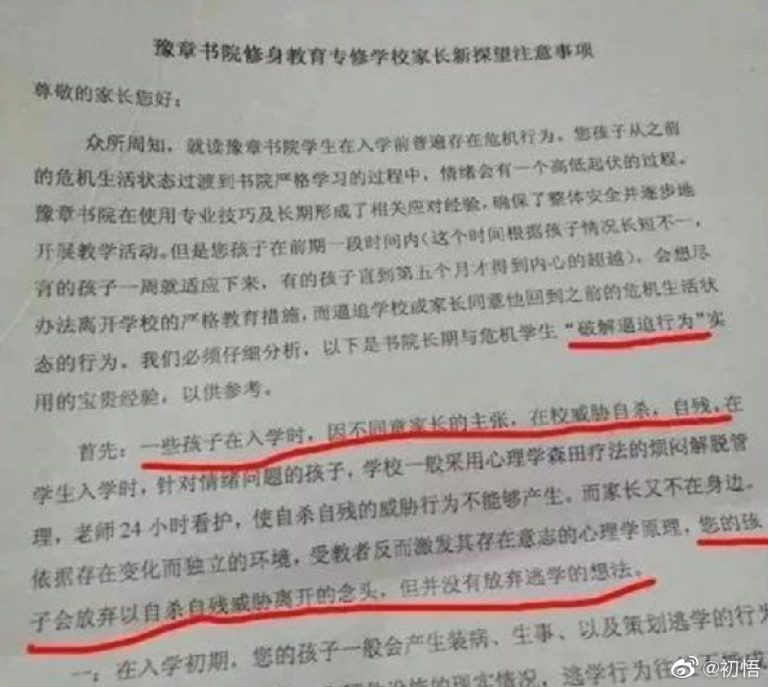 豫章书院修身教育专修学校家长新探望注意事项
尊敬的家长您好：
众所周知，就读豫章书院学生在入学前普遍存在危机行为。您孩子从之前
的危机生活状态过渡到书院严格学习的过程中，情绪会有一个高低起伏的过程。
豫章书院在使用专业技巧及长期形成了相关应对经验，确保了整体安全并逐步地
开展教学活动。但是您孩子在前期一段时间内（这个时间根据孩子情况长短不一，
有的孩子一周就适应下来，有的孩子直到第五个月才得到内心的超越），会想尽
办法离开学校的严格教育措施，而逼迫学校或家长同意他回到之前的危机生活状
态的行为。我们必须仔细分析，以下是书院长期与危机学生“破解逼迫行为”实
用的宝贵经验，以供参考。
首先：一些孩子在入学时，因不同意家长的主张，在校威胁自杀，自残，在
学生入学时，针对情绪问题的孩子，学校一般采用心理学森田疗法的烦闷解脱管
理，老师24小时看护，使自杀自残的威胁行为不能够产生。而家长又不在身边。
依据存在变化而独立的环境，受教者反而激发其存在意志的心理学原理，您的孩
子会放弃以自杀自残威胁离开的念头，但并没有放弃逃学的想法。
一：在入学初期，您的孩子一般会产生装病、生事、以及策划逃学的行为
的现实情况，逃学行为往
@初悟